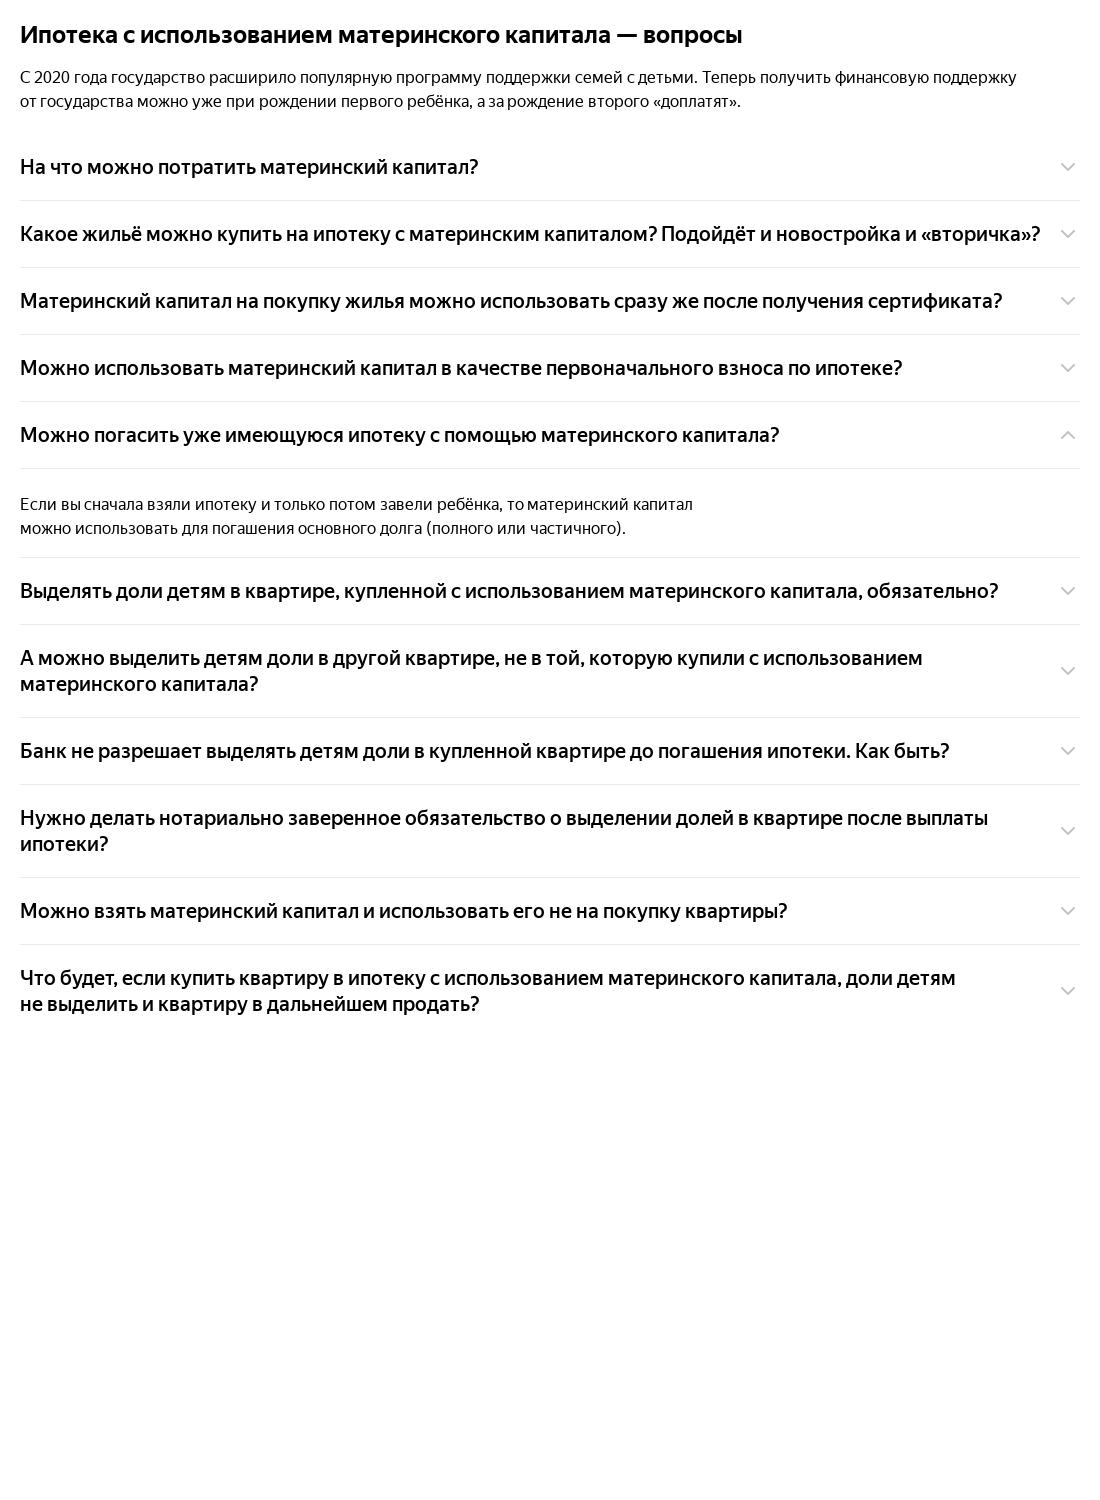 Ипотека с использованием материнского капитала — вопросы
С 2020 года государство расширило популярную программу поддержки семей с детьми. Теперь получить финансовую поддержку
от государства можно уже при рождении первого ребёнка, а за рождение второго «доплатят».
На что можно потратить материнский капитал?
Какое жильё можно купить на ипотеку с материнским капиталом? Подойдёт и новостройка и «вторичка»?
Материнский капитал на покупку жилья можно использовать сразу же после получения сертификата?
Можно использовать материнский капитал в качестве первоначального взноса по ипотеке?
Можно погасить уже имеющуюся ипотеку с помощью материнского капитала?
Если вы сначала взяли ипотеку и только потом завели ребёнка, то материнский капитал
можно использовать для погашения основного долга (полного или частичного).
Выделять доли детям в квартире, купленной с использованием материнского капитала, обязательно?
А можно выделить детям доли в другой квартире, не в той, которую купили с использованием
материнского капитала?
Банк не разрешает выделять детям доли в купленной квартире до погашения ипотеки. Как быть?
Нужно делать нотариально заверенное обязательство о выделении долей в квартире после выплаты
ипотеки?
Можно взять материнский капитал и использовать его не на покупку квартиры?
Что будет, если купить квартиру в ипотеку с использованием материнского капитала, доли детям
не выделить и квартиру в дальнейшем продать?